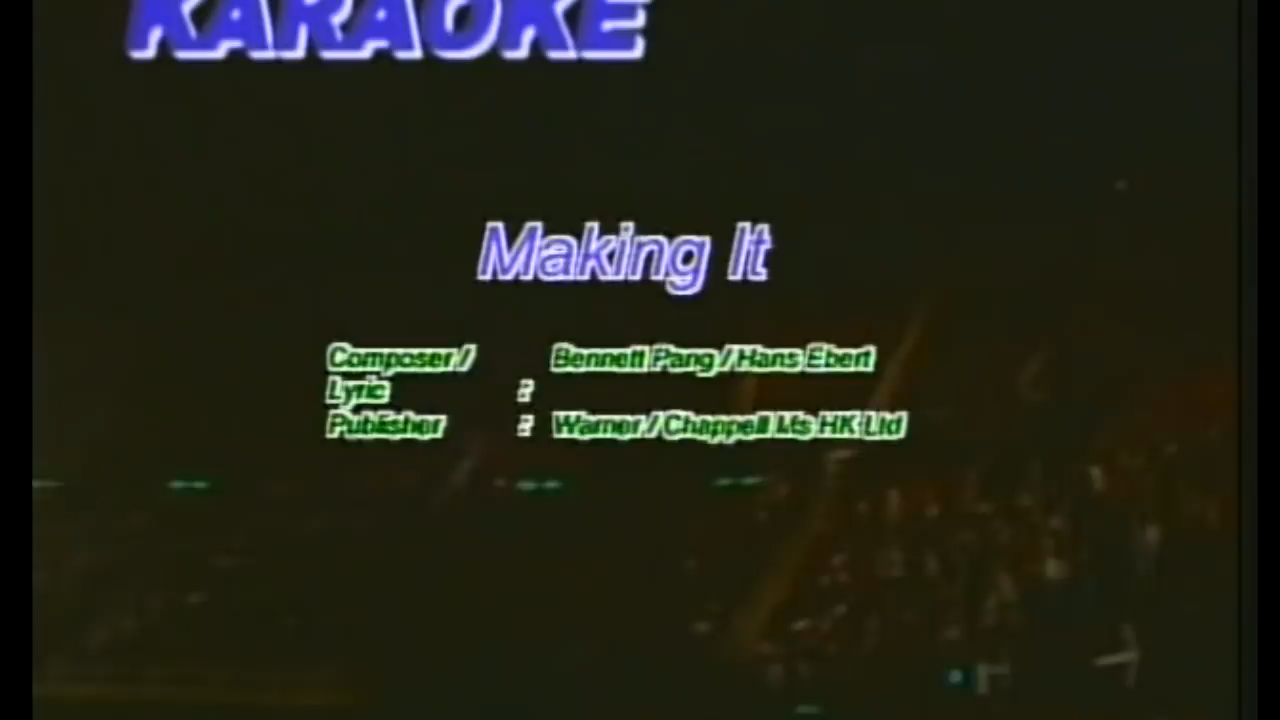 KARAOKE
Making It
Composer / Bennett Pang / Hans Ebert
Lyric :
Publisher : Warner / Chappell Ms HK Ltd